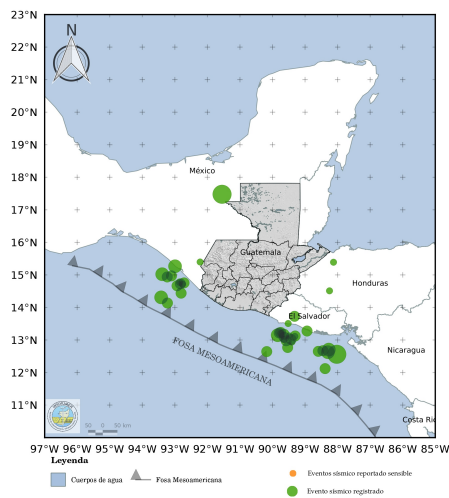 23°N
22°N
21°N
20°N
19°N
18°N
17°N
16°N
15°N
14°N
13°N
12°N
11°N
N
México
Guatemala
Honduras
El Salvador
Nicaragua
FOSA MESOAMERICANA
50 0 50 km
97°W 96°W 95°W 94°W 93°W 92°W 91°W 90°W 89°W 88°W 87°W 86°W 85°W
Leyenda
Cuerpos de agua
Fosa Mesoamericana
Eventos sísmico reportado sensible
Evento sísmico registrado